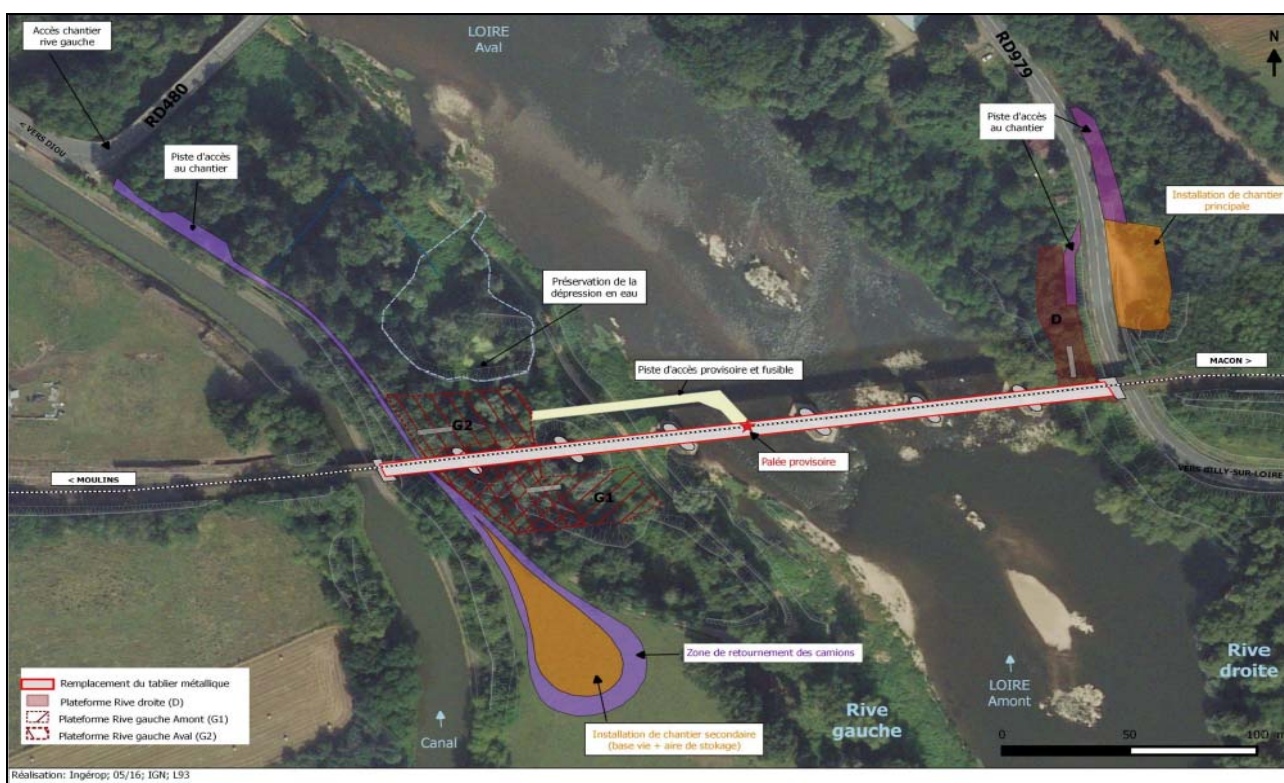 Accès chantier
rive gauche
LOIRE
Aval
RD979
N
RD480
< VERS DIOU
Piste d'accès
au chantier
Piste d'accès
au chantier
Installation de chantier
principale
Préservation de la
dépression en eau
D
MACON >
Piste d'accès provisoire et fusible
G2
Palée provisoire
< MOULINS
G1
VERS GILLY-SUR-LOIRE
Zone de retournement des camions
Rive
droite
Remplacement du tablier métallique
Plateforme Rive droite (D)
Plateforme Rive gauche Amont (G1)
Plateforme Rive gauche Aval (G2)
Canal
Installation de chantier secondaire
(base vie + aire de stokage)
Rive
gauche
LOIRE
Amont
0 50 100 m
Réalisation: Ingérop; 05/16; IGN; L93